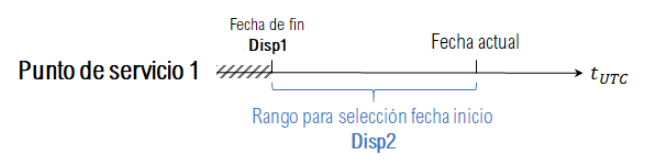 Fecha de fin
Disp1
Fecha actual
Punto de servicio 1
t_UTC
Rango para selección fecha inicio
Disp2